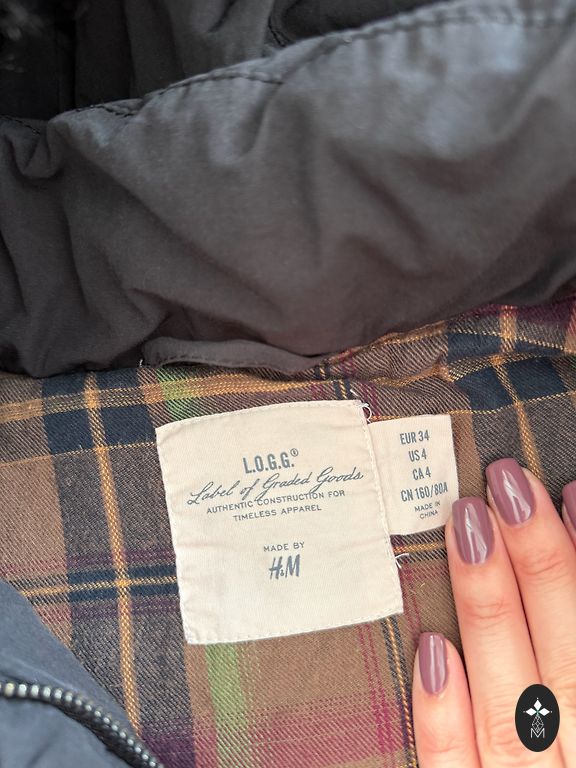 L.O.G.G.®
Label of Graded Goods
AUTHENTIC CONSTRUCTION FOR
TIMELESS APPAREL
MADE BY
H&M
EUR 34
US 4
CA 4
CN 160/80A
MADE IN
CHINA
M